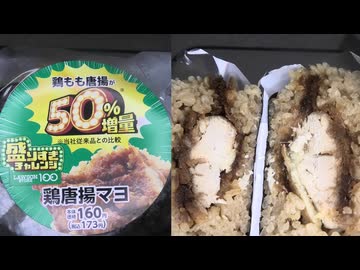 鶏もも唐揚が
50%増量
※当社従来品との比較
盛りすぎ
チャレンジ
LAWSON
鶏唐揚マヨ
160円
(税込173円)